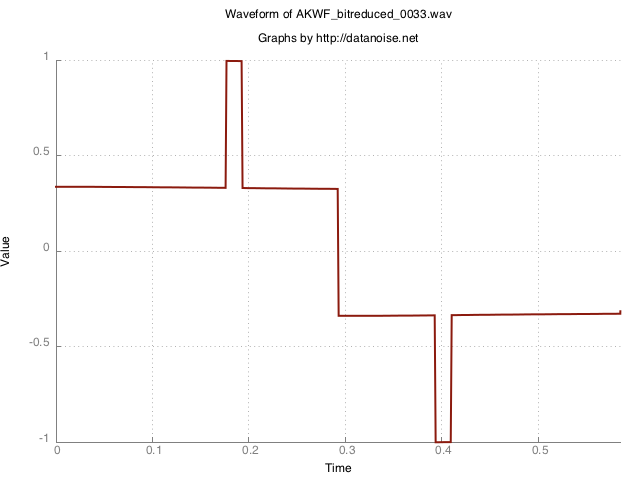 Waveform of AKWF_bitreduced_0033.wav
Graphs by http://datanoise.net
1
0.5
0
-0.5
-1
Value
0 0.1 0.2 0.3 0.4 0.5
Time